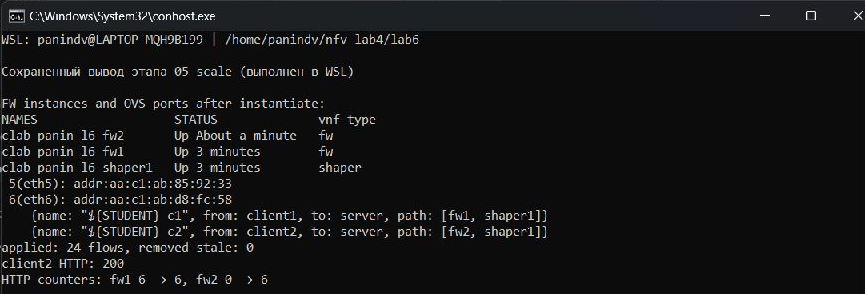 C:\Windows\System32\conhost.exe
WSL: panindv@LAPTOP MQH9B199 | /home/panindv/nfv lab4/lab6
Сохраненный вывод этапа 05 scale (выполнен в WSL)
FW instances and OVS ports after instantiate:
NAMES STATUS vnf type
clab panin l6 fw2 Up About a minute fw
clab panin l6 fw1 Up 3 minutes fw
clab panin l6 shaper1 Up 3 minutes shaper
5(eth5): addr:aa:c1:ab:85:92:33
6(eth6): addr:aa:c1:ab:d8:fc:58
{name: "${STUDENT} c1", from: client1, to: server, path: [fw1, shaper1]}
{name: "${STUDENT} c2", from: client2, to: server, path: [fw2, shaper1]}
applied: 24 flows, removed stale: 0
client2 HTTP: 200
HTTP counters: fw1 6 > 6, fw2 0 > 6